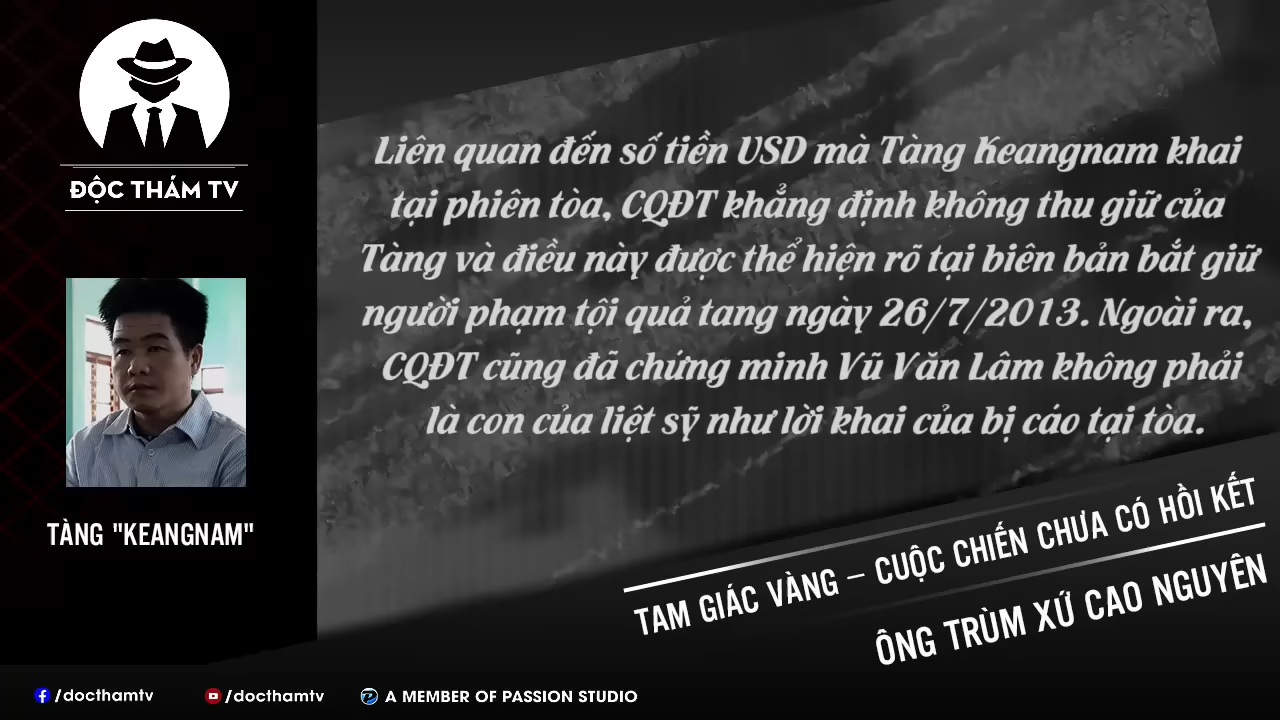 ĐỘC THÁM TV
TÀNG "KEANGNAM"
Liên quan đến số tiền USD mà Tàng Keangnam khai
tại phiên tòa, CQĐT khẳng định không thu giữ của
Tàng và điều này được thể hiện rõ tại biên bản bắt giữ
người phạm tội quả tang ngày 26/7/2013. Ngoài ra,
CQĐT cũng đã chứng minh Vũ Văn Lâm không phải
là con của liệt sỹ như lời khai của bị cáo tại tòa.
TAM GIÁC VÀNG – CUỘC CHIẾN CHƯA CÓ HỒI KẾT
ÔNG TRÙM XỨ CAO NGUYÊN
/docthamtv
/docthamtv
A MEMBER OF PASSION STUDIO